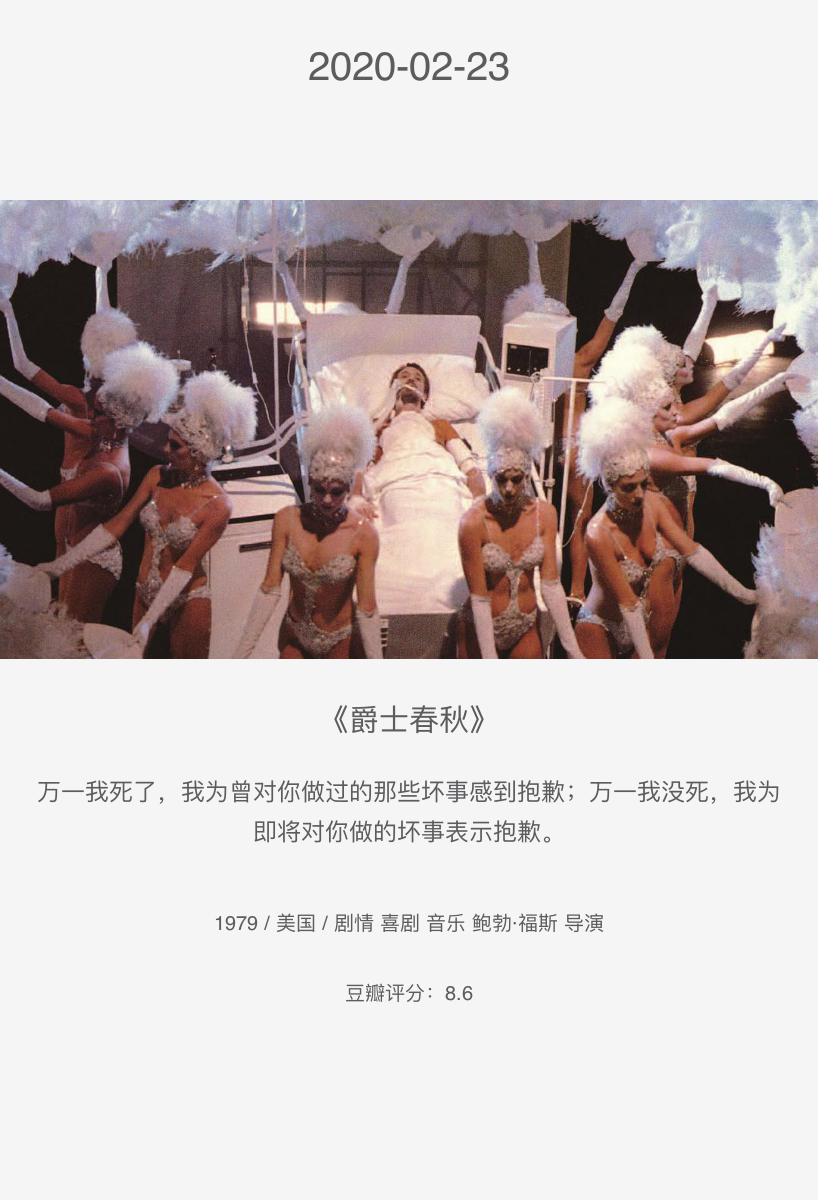 2020-02-23
《爵士春秋》
万一我死了，我为曾对你做过的那些坏事感到抱歉；万一我没死，我为
即将对你做的坏事表示抱歉。
1979 / 美国 / 剧情 喜剧 音乐 鲍勃·福斯 导演
豆瓣评分：8.6